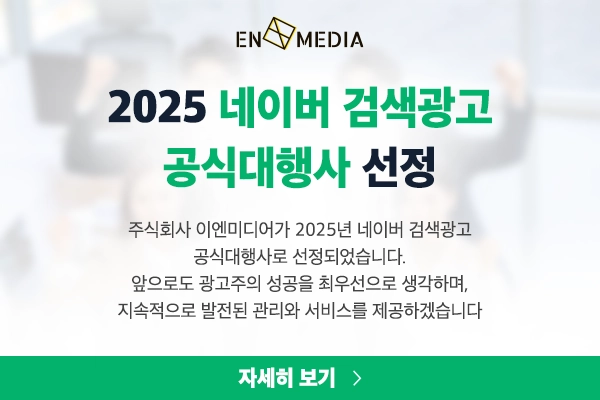 EN MEDIA
2025 네이버 검색광고
공식대행사 선정
주식회사 이엔미디어가 2025년 네이버 검색광고
공식대행사로 선정되었습니다.
앞으로도 광고주의 성공을 최우선으로 생각하며,
지속적으로 발전된 관리와 서비스를 제공하겠습니다
자세히 보기 >